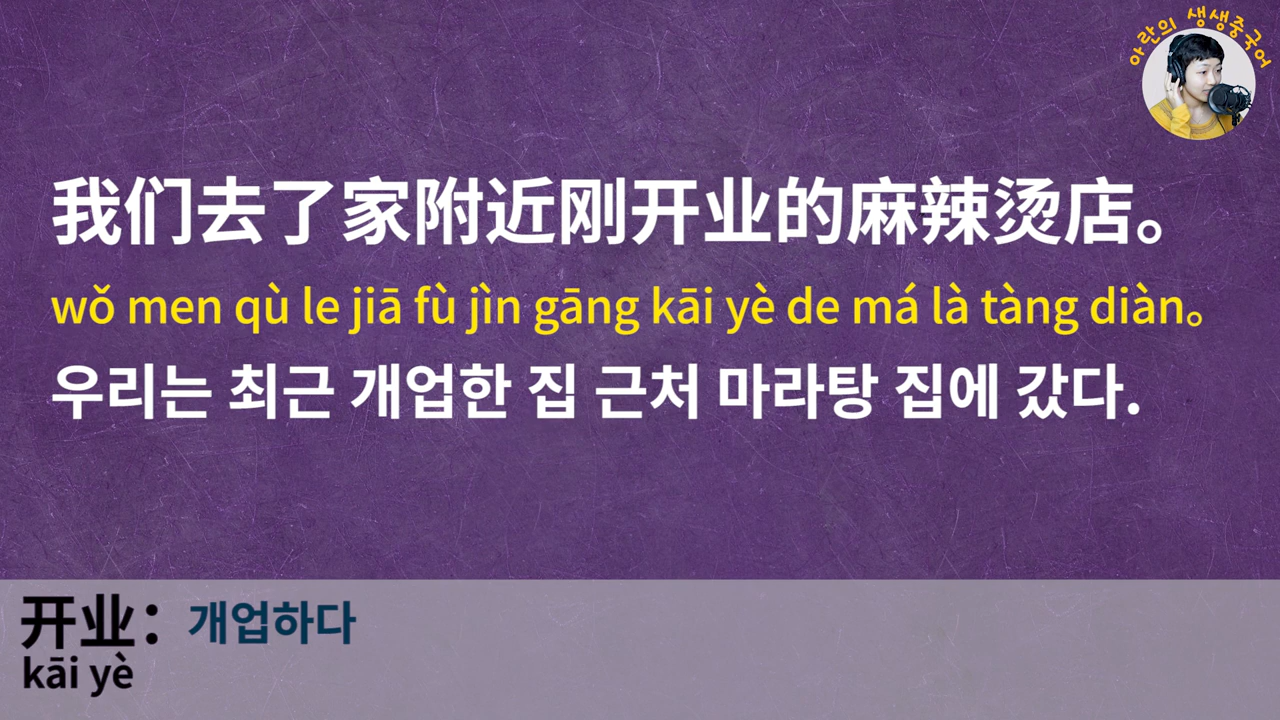 아란의 생생중국어
我们去了家附近刚开业的麻辣烫店。
wǒ men qù le jiā fù jìn gāng kāi yè de má là tàng diàn。
우리는 최근 개업한 집 근처 마라탕 집에 갔다.
开业：개업하다
kāi yè